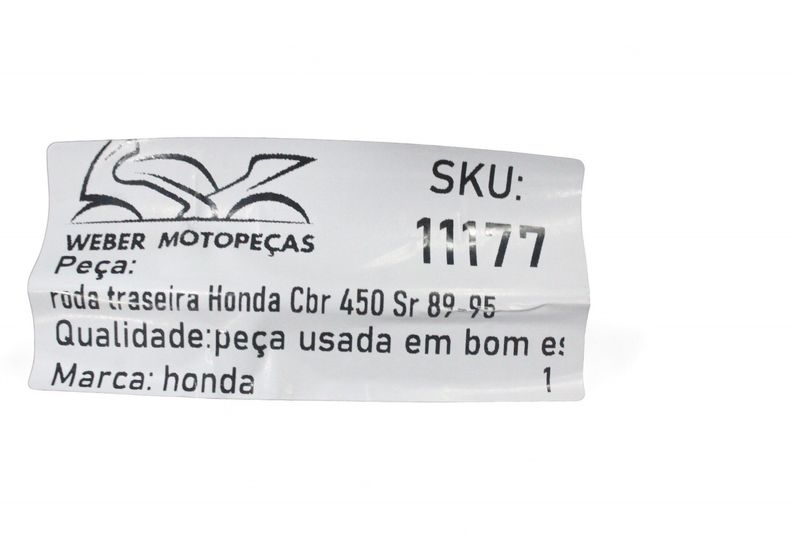 SKU:
11177
WEBER MOTOPEÇAS
Peça:
roda traseira Honda Cbr 450 Sr 89-95
Qualidade:peça usada em bom es
Marca: honda 1